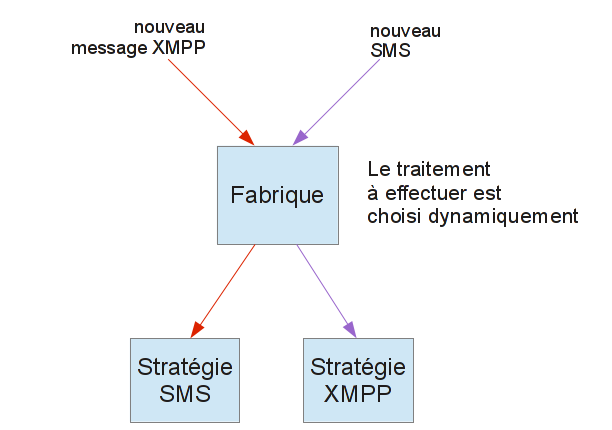 nouveau
message XMPP
nouveau
SMS
Fabrique
Le traitement
à effectuer est
choisi dynamiquement
Stratégie
SMS
Stratégie
XMPP